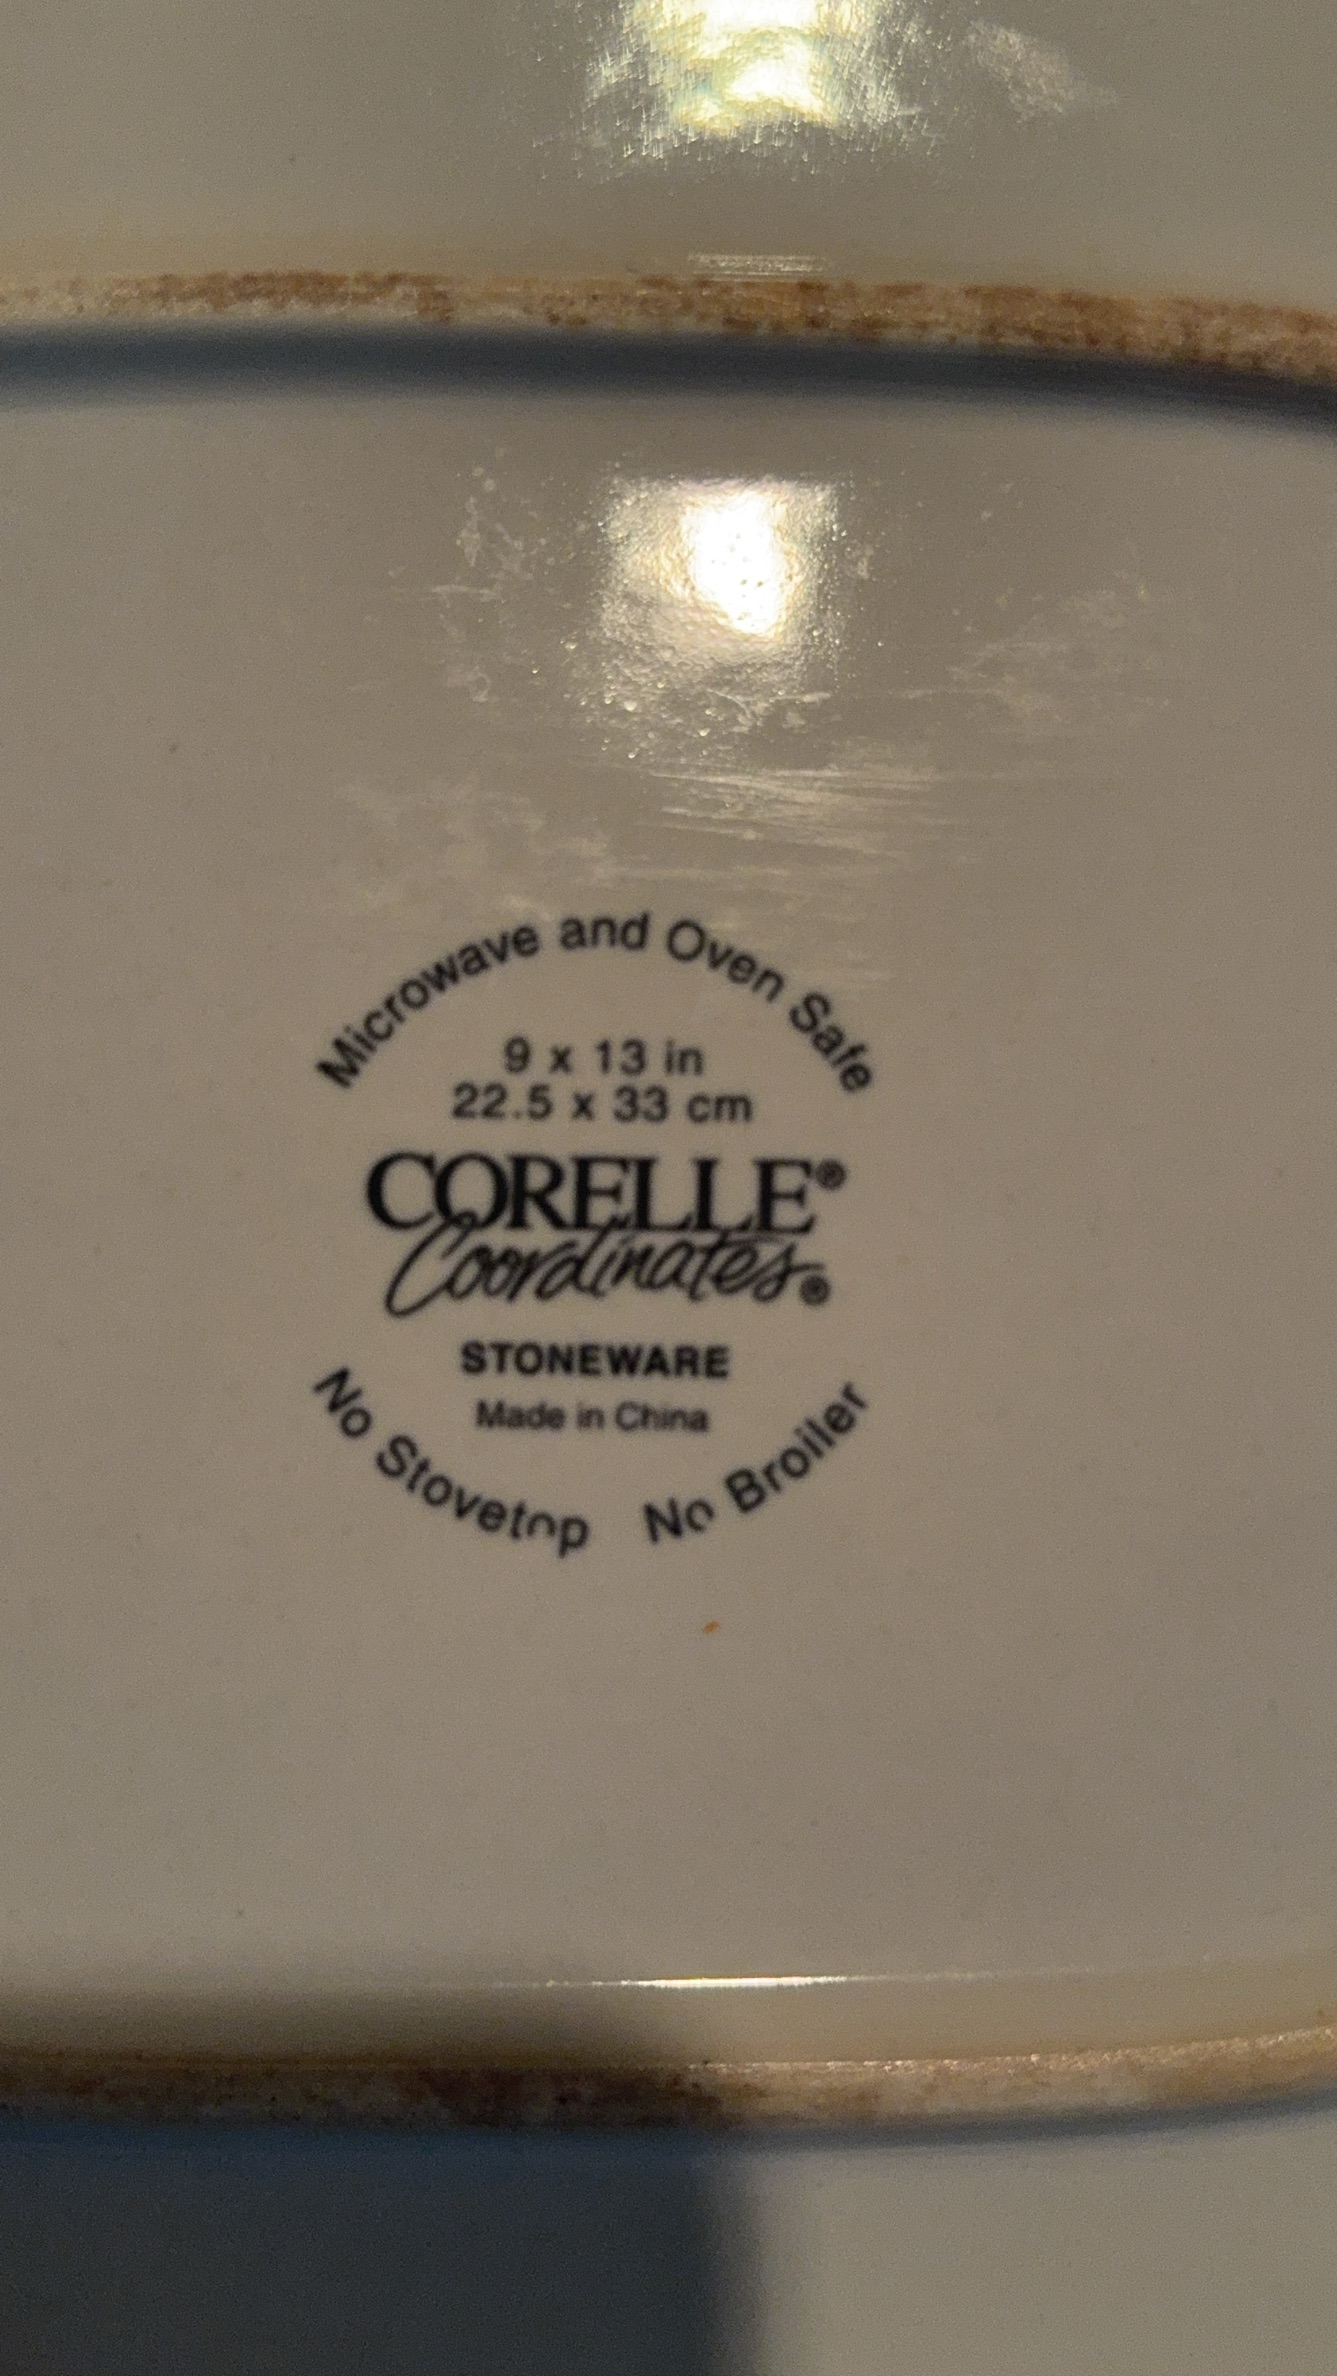 Microwave and Oven Safe
9 x 13 in
22.5 x 33 cm
CORELLE®
Coordinates®
STONEWARE
Made in China
No Stovetop No Broiler